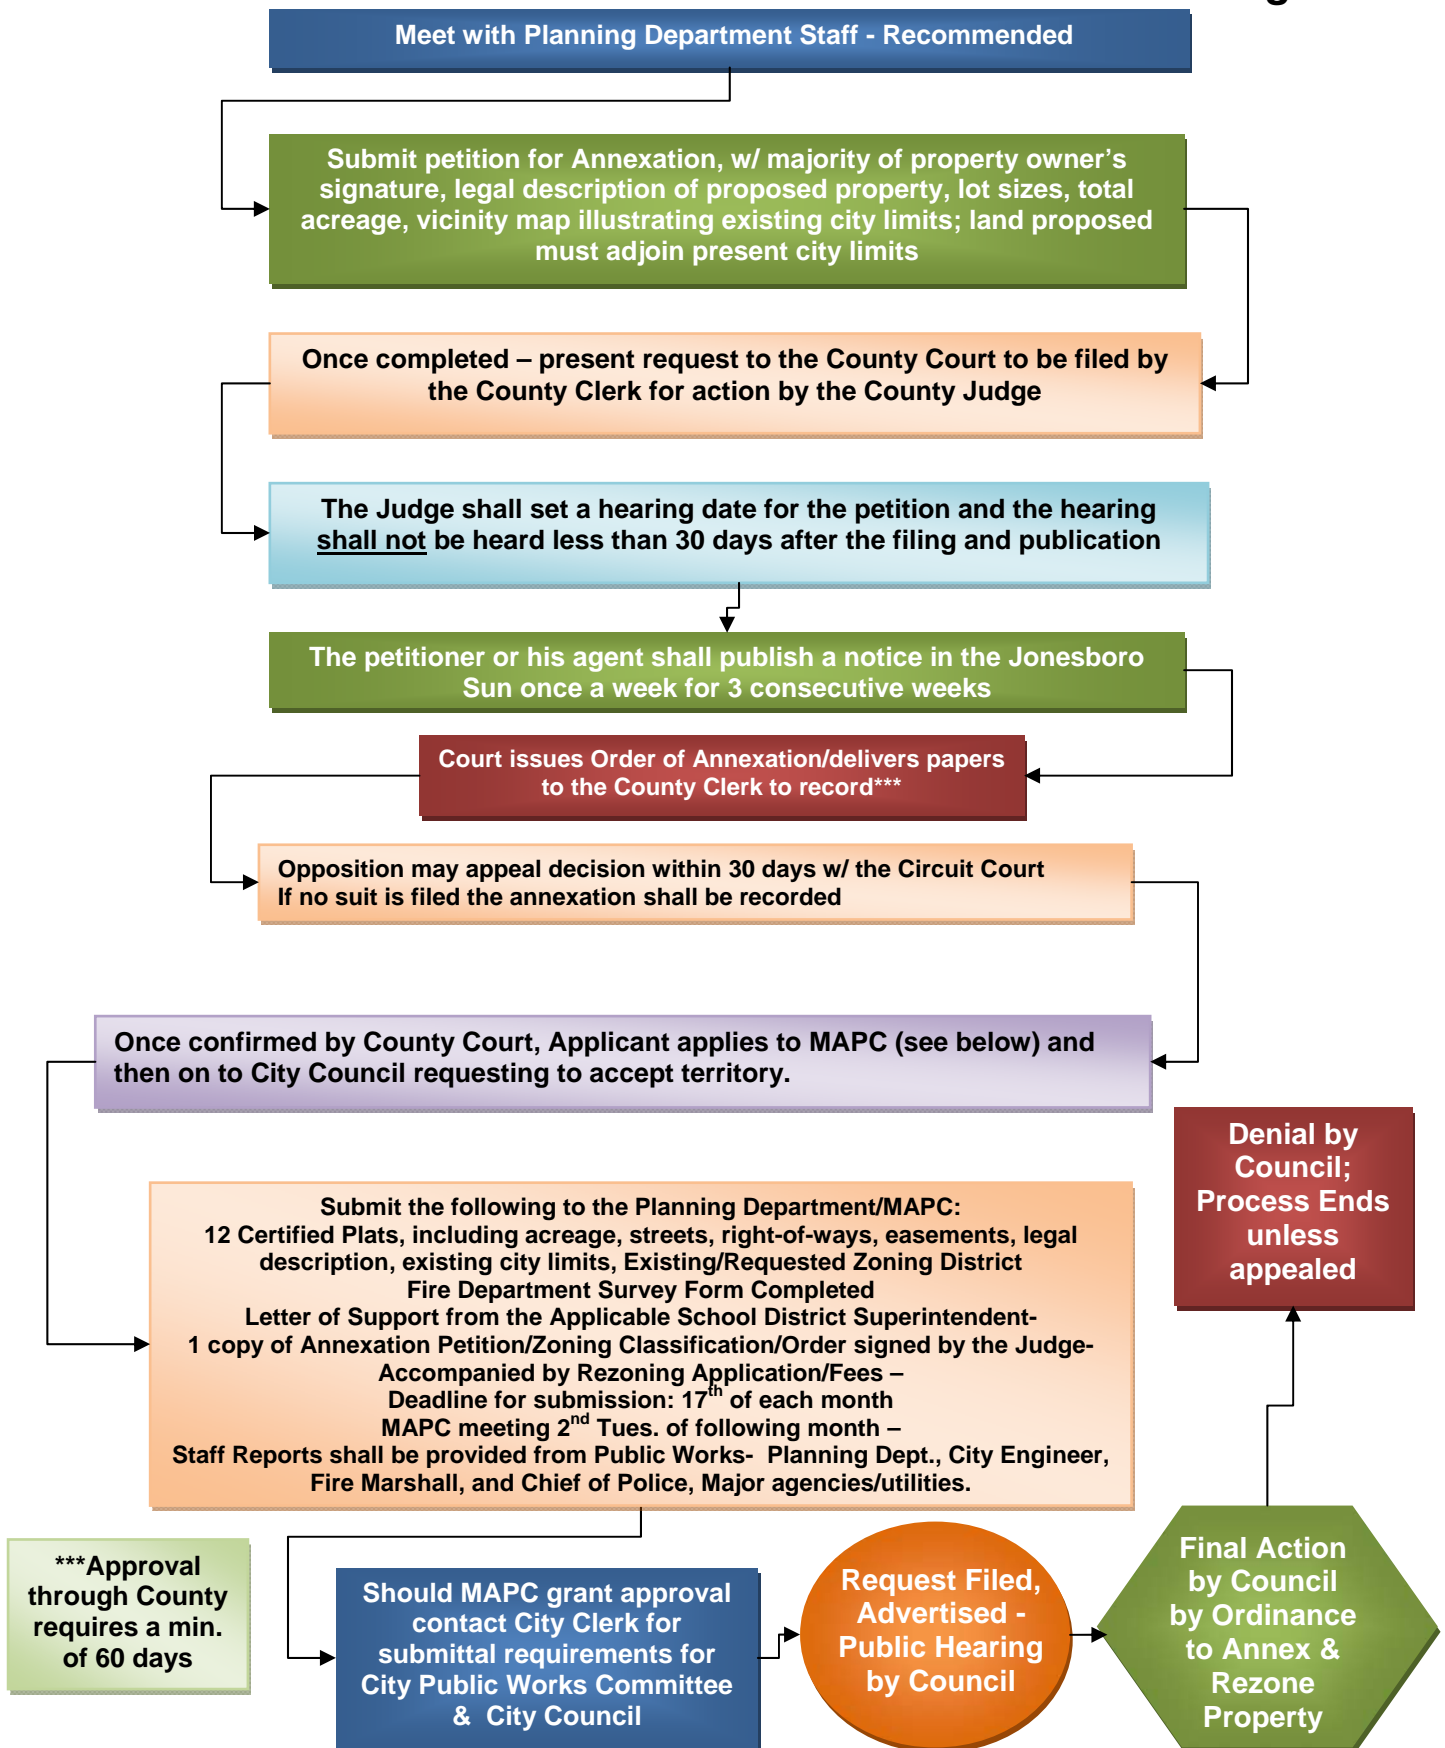 Meet with Planning Department Staff - Recommended
Submit petition for Annexation, w/ majority of property owner's
signature, legal description of proposed property, lot sizes, total
acreage, vicinity map illustrating existing city limits; land proposed
must adjoin present city limits
Once completed – present request to the County Court to be filed by
the County Clerk for action by the County Judge
The Judge shall set a hearing date for the petition and the hearing
shall not be heard less than 30 days after the filing and publication
The petitioner or his agent shall publish a notice in the Jonesboro
Sun once a week for 3 consecutive weeks
Court issues Order of Annexation/delivers papers
to the County Clerk to record***
Opposition may appeal decision within 30 days w/ the Circuit Court
If no suit is filed the annexation shall be recorded
Once confirmed by County Court, Applicant applies to MAPC (see below) and
then on to City Council requesting to accept territory.
Denial by
Council;
Process Ends
unless
appealed
Submit the following to the Planning Department/MAPC:
12 Certified Plats, including acreage, streets, right-of-ways, easements, legal
description, existing city limits, Existing/Requested Zoning District
Fire Department Survey Form Completed
Letter of Support from the Applicable School District Superintendent-
1 copy of Annexation Petition/Zoning Classification/Order signed by the Judge-
Accompanied by Rezoning Application/Fees –
Deadline for submission: 17th of each month
MAPC meeting 2nd Tues. of following month –
Staff Reports shall be provided from Public Works- Planning Dept., City Engineer,
Fire Marshall, and Chief of Police, Major agencies/utilities.
***Approval
through County
requires a min.
of 60 days
Should MAPC grant approval
contact City Clerk for
submittal requirements for
City Public Works Committee
& City Council
Request Filed,
Advertised -
Public Hearing
by Council
Final Action
by Council
by Ordinance
to Annex &
Rezone
Property